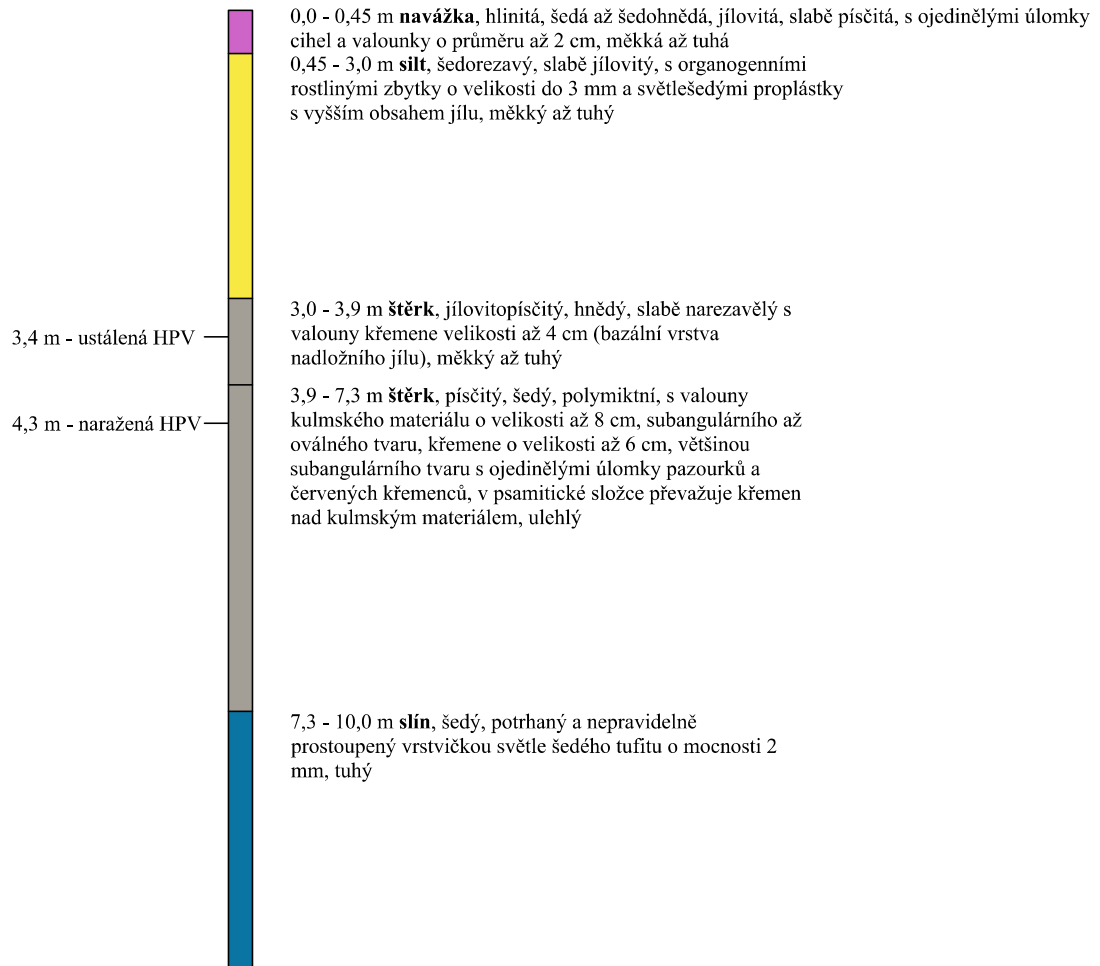 0,0 - 0,45 m navážka, hlinitá, šedá až šedohnědá, jílovitá, slabě písčitá, s ojedinělými úlomky
cihel a valounky o průměru až 2 cm, měkká až tuhá
0,45 - 3,0 m silt, šedorezavý, slabě jílovitý, s organogenními
rostlinými zbytky o velikosti do 3 mm a světlešedými proplástky
s vyšším obsahem jílu, měkký až tuhý
3,0 - 3,9 m štěrk, jílovitopísčitý, hnědý, slabě narezavělý s
valouny křemene velikosti až 4 cm (bazální vrstva
nadložního jílu), měkký až tuhý
3,4 m - ustálená HPV
3,9 - 7,3 m štěrk, písčitý, šedý, polymiktní, s valouny
kulmského materiálu o velikosti až 8 cm, subangulárního až
oválného tvaru, křemene o velikosti až 6 cm, většinou
subangulárního tvaru s ojedinělými úlomky pazourků a
červených křemenců, v psamitické složce převažuje křemen
nad kulmským materiálem, ulehlý
4,3 m - naražená HPV
7,3 - 10,0 m slín, šedý, potrhaný a nepravidelně
prostoupený vrstvičkou světle šedého tufitu o mocnosti 2
mm, tuhý